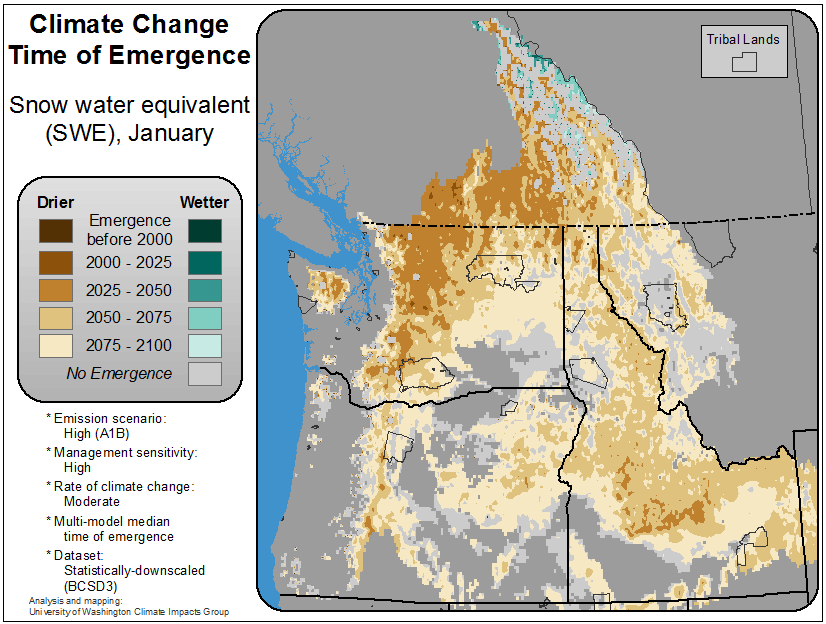 Climate Change
Time of Emergence
Snow water equivalent
(SWE), January
Drier
Wetter
Emergence
before 2000
2000 - 2025
2025 - 2050
2050 - 2075
2075 - 2100
No Emergence
* Emission scenario:
High (A1B)
* Management sensitivity:
High
* Rate of climate change:
Moderate
* Multi-model median
time of emergence
* Dataset:
Statistically-downscaled
(BCSD3)
Analysis and mapping:
University of Washington Climate Impacts Group
Tribal Lands